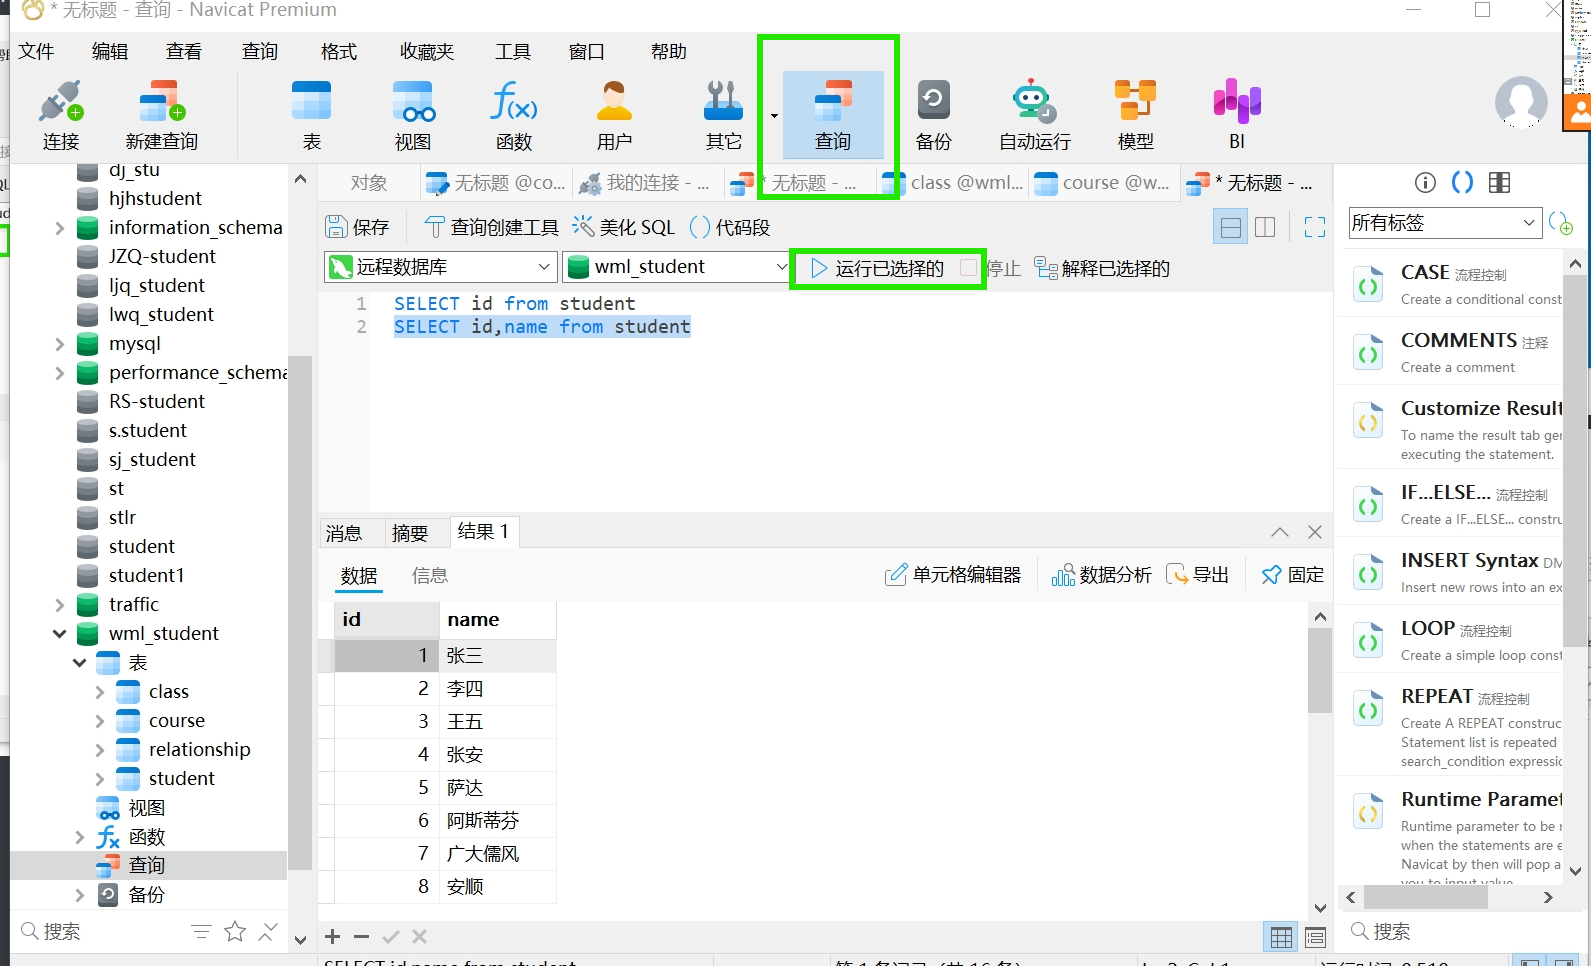 * 无标题 - 查询 - Navicat Premium
文件 编辑 查看 查询 格式 收藏夹 工具 窗口 帮助
连接 新建查询 表 视图 函数 用户 其它 查询 备份 自动运行 模型 BI
对象 无标题 @co... 我的连接 - ... * 无标题 - ... class @wml... course @w... * 无标题 - ...
保存 查询创建工具 美化 SQL () 代码段
远程数据库 wml_student 运行已选择的 停止 解释已选择的
1 SELECT id from student
2 SELECT id,name from student
dj_stu
hjhstudent
information_schema
JZQ-student
ljq_student
lwq_student
mysql
performance_schema
RS-student
s.student
sj_student
st
stlr
student
student1
traffic
wml_student
表
class
course
relationship
student
视图
函数
查询
备份
搜索
消息 摘要 结果 1
数据 信息 单元格编辑器 数据分析 导出 固定
id name
1 张三
2 李四
3 王五
4 张安
5 萨达
6 阿斯蒂芬
7 广大儒风
8 安顺
所有标签
CASE 流程控制
Create a conditional const
COMMENTS 注释
Create a comment
Customize Result
To name the result tab ger
executing the statement.
IF...ELSE... 流程控制
Create a IF...ELSE... constru
INSERT Syntax DM
Insert new rows into an ex
LOOP 流程控制
Create a simple loop const
REPEAT 流程控制
Create A REPEAT construc
Statement list is repeated
search_condition expressic
Runtime Paramet
Runtime parameter to be r
when the statements are e
Navicat by then will pop a
you to input value
搜索
SELECT id,name from student 第 1 条记录 (共 16 条)